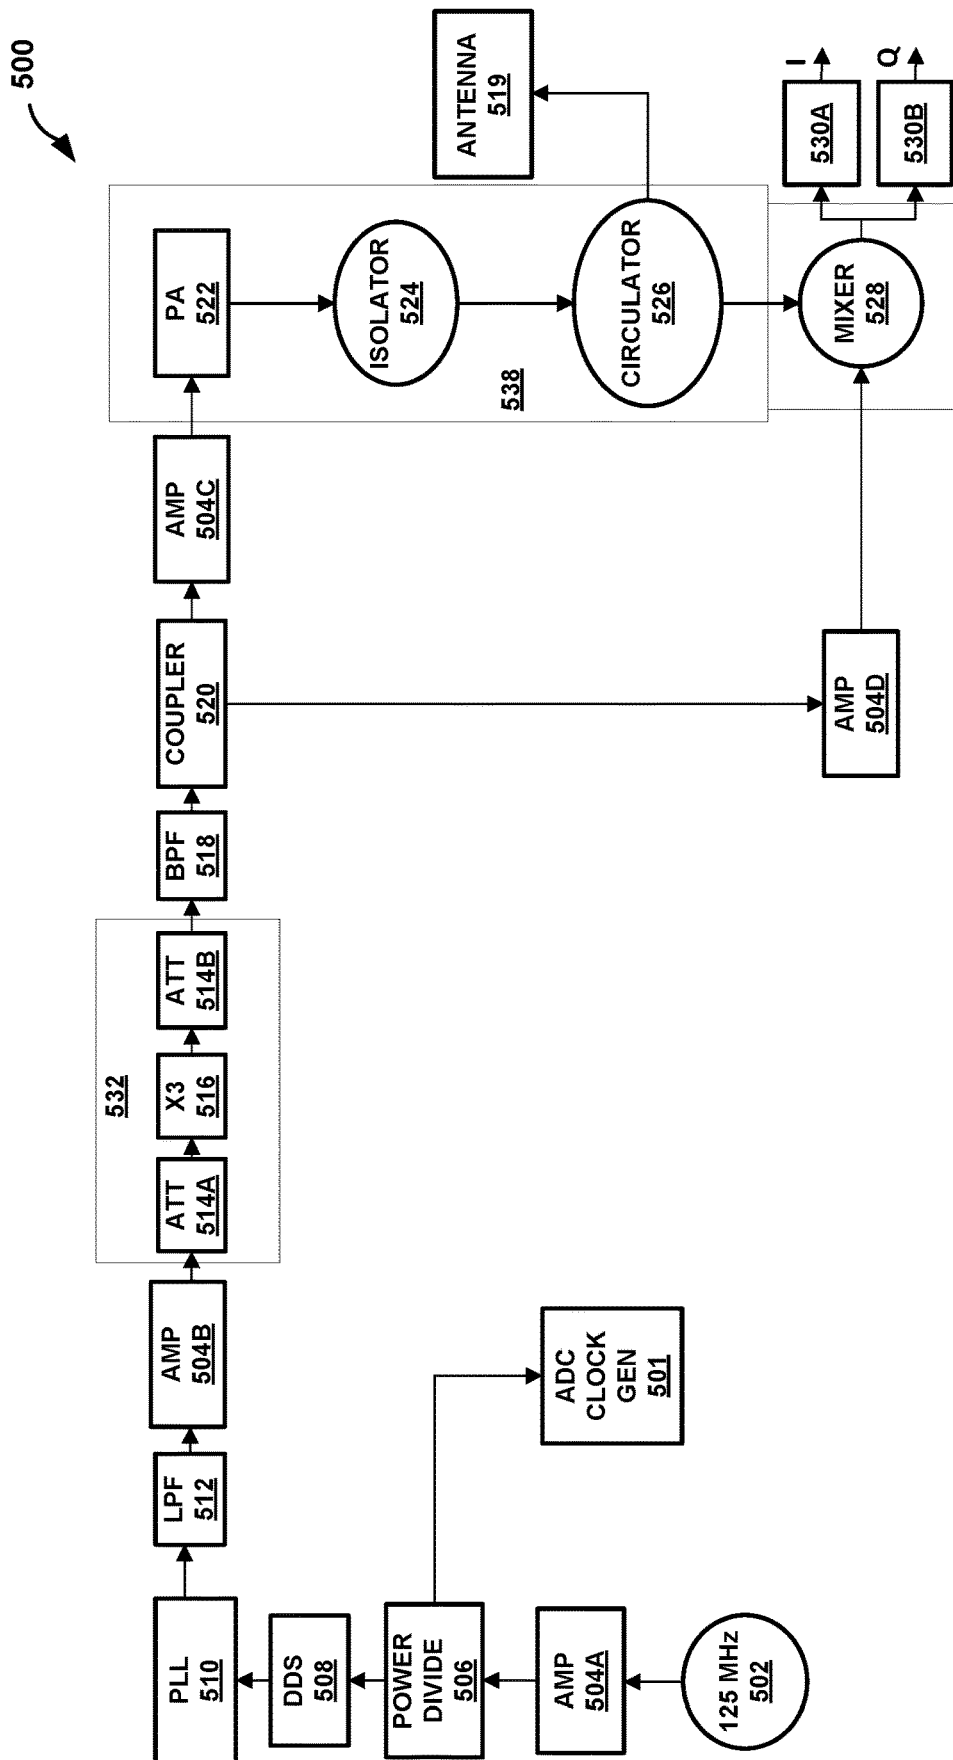 500
ANTENNA
519
I
530A
Q
530B
PA
522
ISOLATOR
524
CIRCULATOR
526
538
MIXER
528
AMP
504C
COUPLER
520
AMP
504D
BPF
518
532
ATT
514B
X3
516
ATT
514A
AMP
504B
LPF
512
ADC
CLOCK
GEN
501
PLL
510
DDS
508
POWER
DIVIDE
506
AMP
504A
125 MHz
502